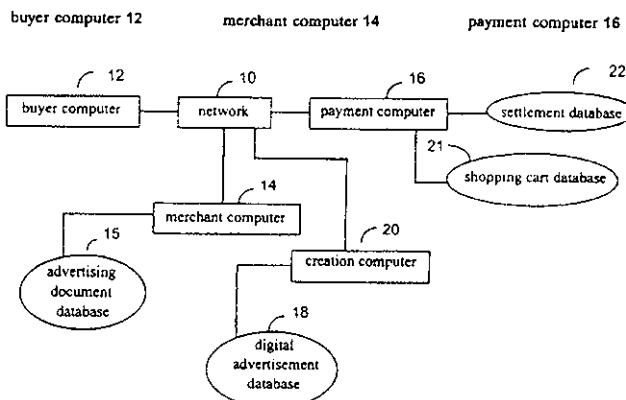 buyer computer 12 merchant computer 14 payment computer 16
12 10 16 22
buyer computer network payment computer settlement database
21
shopping cart database
14
merchant computer
20
15
creation computer
advertising
document
database
18
digital
advertisement
database